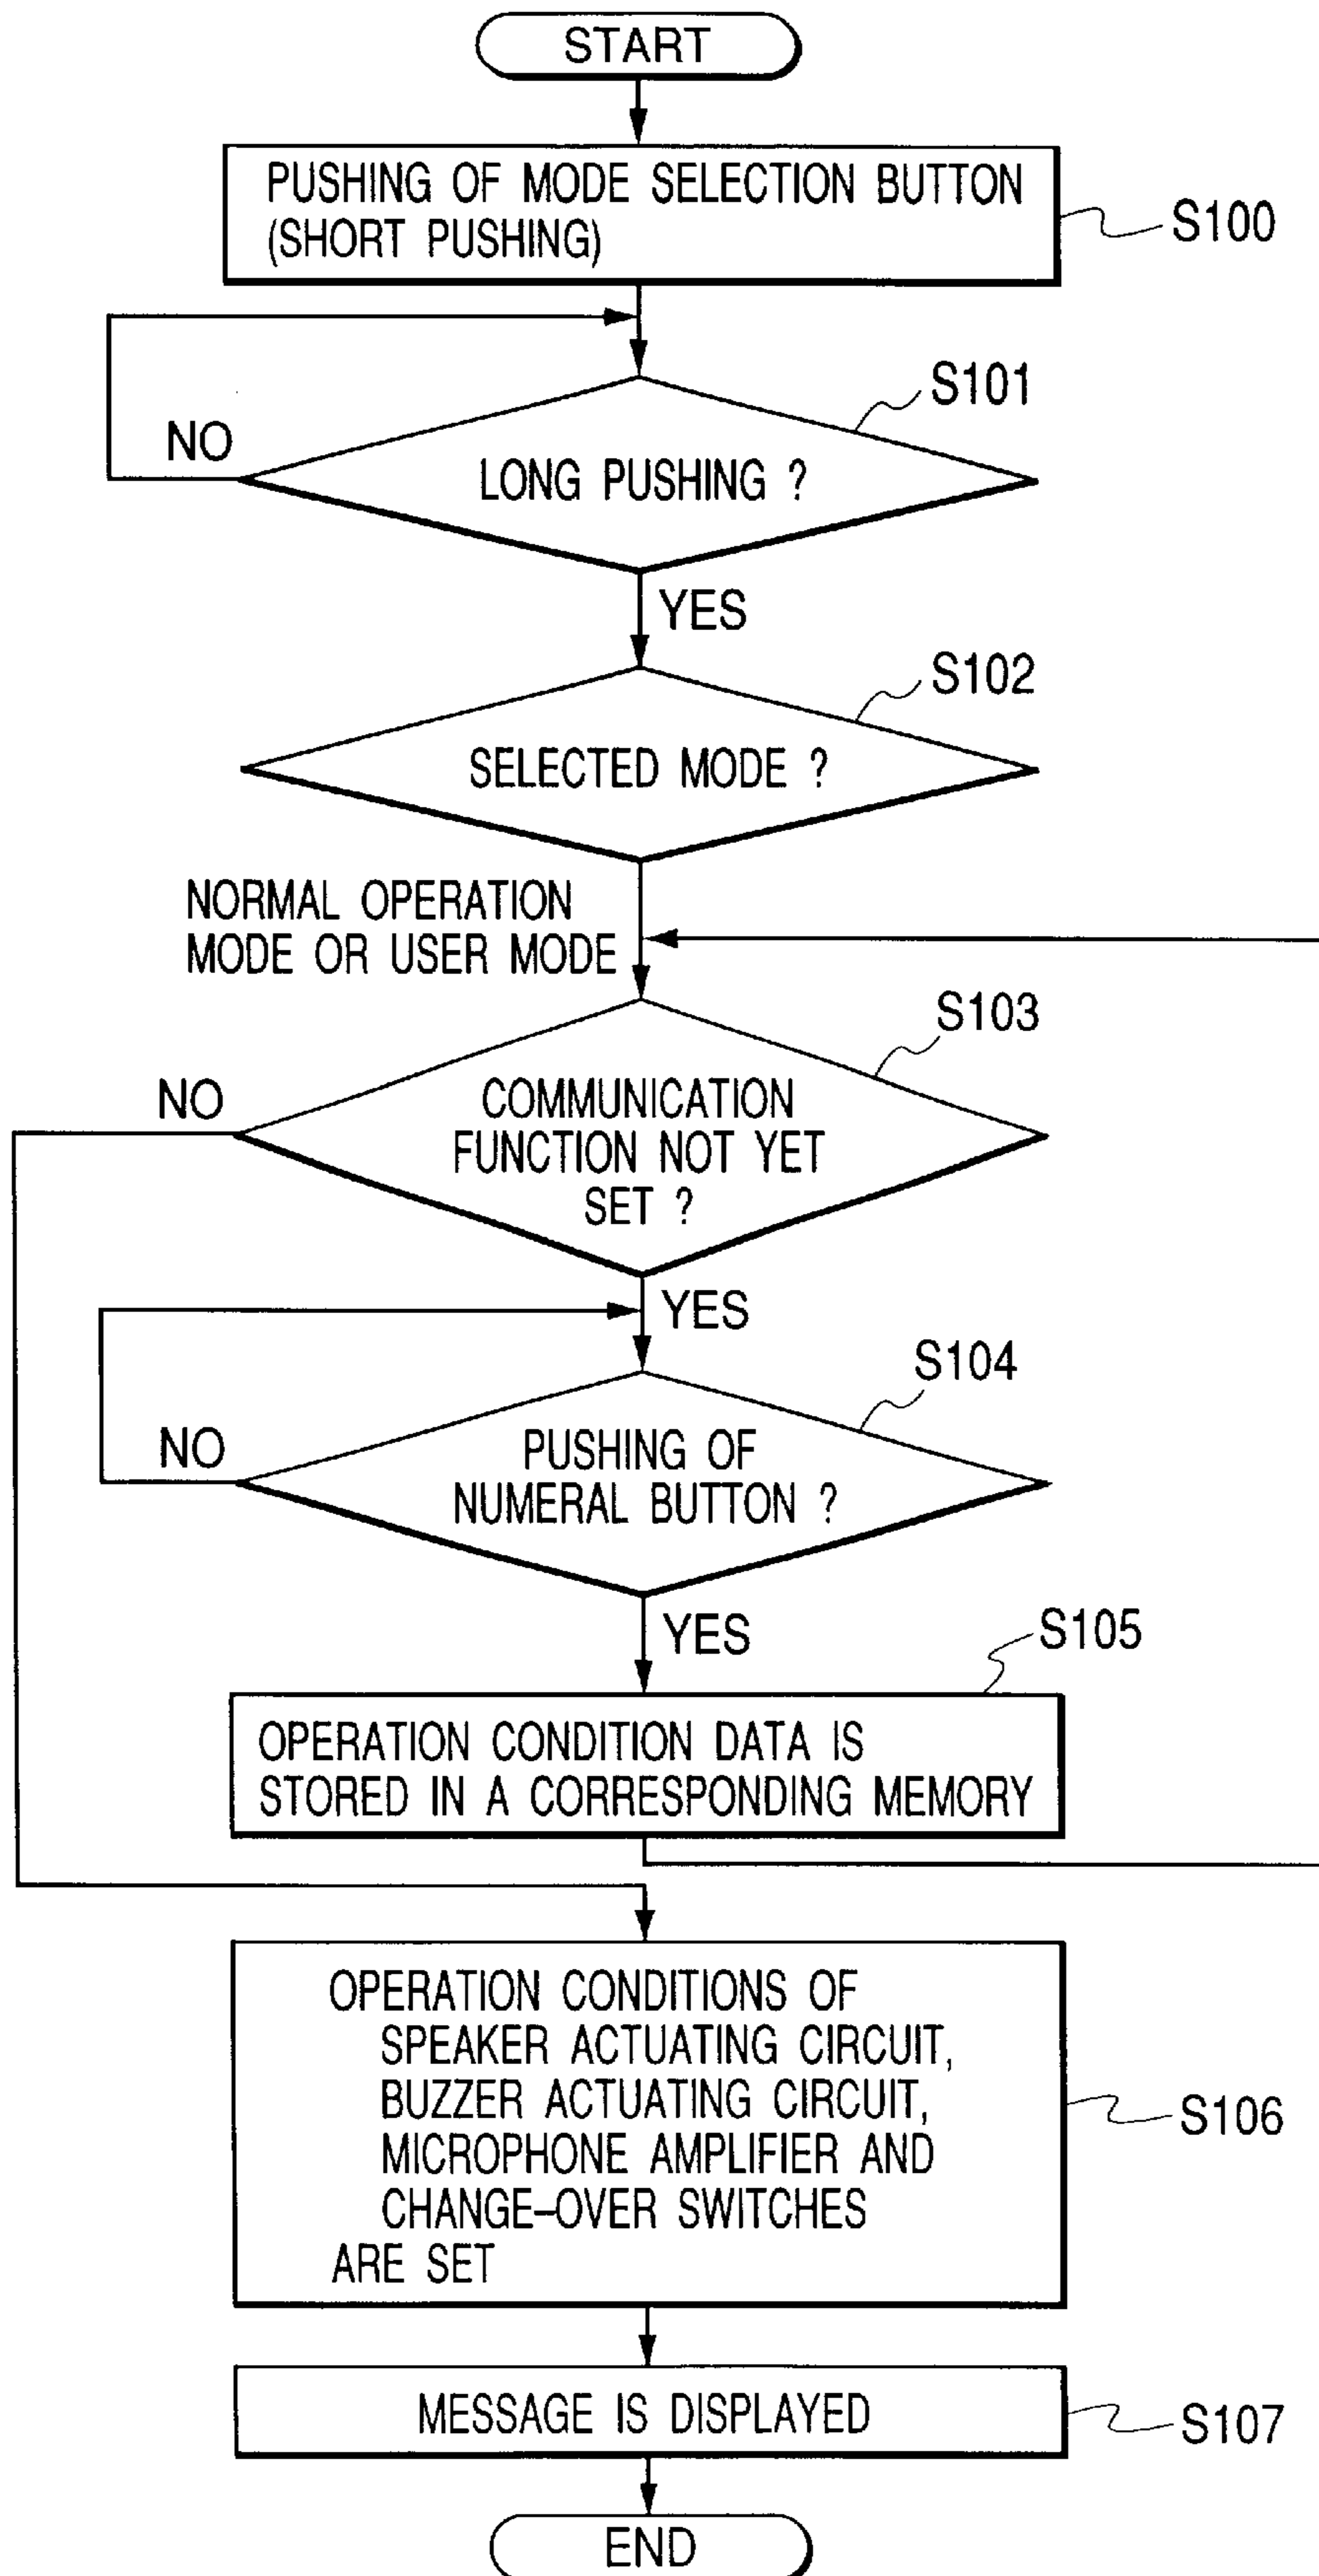 START
PUSHING OF MODE SELECTION BUTTON
(SHORT PUSHING)
S100
S101
NO
LONG PUSHING ?
YES
S102
SELECTED MODE ?
NORMAL OPERATION
MODE OR USER MODE
S103
NO
COMMUNICATION
FUNCTION NOT YET
SET ?
YES
S104
NO
PUSHING OF
NUMERAL BUTTON ?
YES
S105
OPERATION CONDITION DATA IS
STORED IN A CORRESPONDING MEMORY
OPERATION CONDITIONS OF
SPEAKER ACTUATING CIRCUIT,
BUZZER ACTUATING CIRCUIT,
MICROPHONE AMPLIFIER AND
CHANGE–OVER SWITCHES
ARE SET
S106
MESSAGE IS DISPLAYED
S107
END